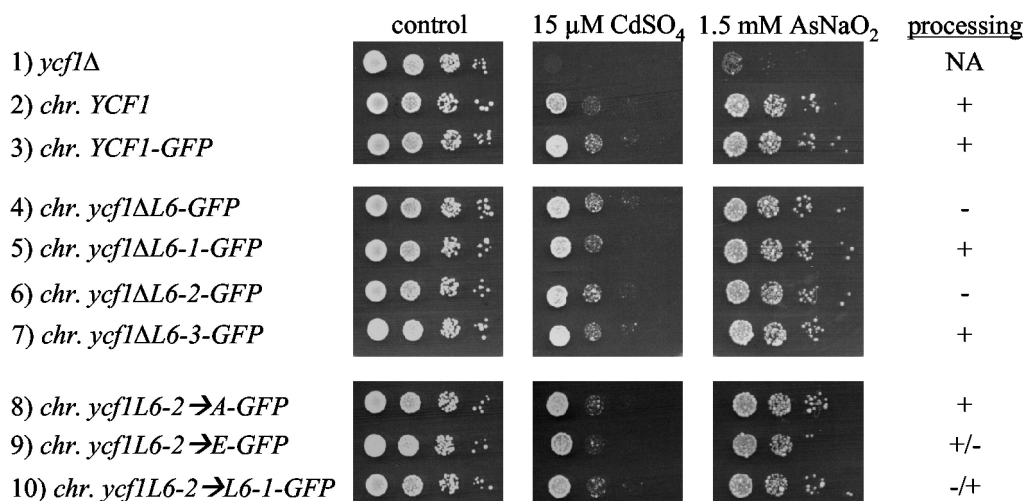 control 15 µM CdSO₄ 1.5 mM AsNaO₂ processing
1) ycf1Δ NA
2) chr. YCF1 +
3) chr. YCF1-GFP +
4) chr. ycf1ΔL6-GFP -
5) chr. ycf1ΔL6-1-GFP +
6) chr. ycf1ΔL6-2-GFP -
7) chr. ycf1ΔL6-3-GFP +
8) chr. ycf1L6-2→A-GFP +
9) chr. ycf1L6-2→E-GFP +/-
10) chr. ycf1L6-2→L6-1-GFP -/+